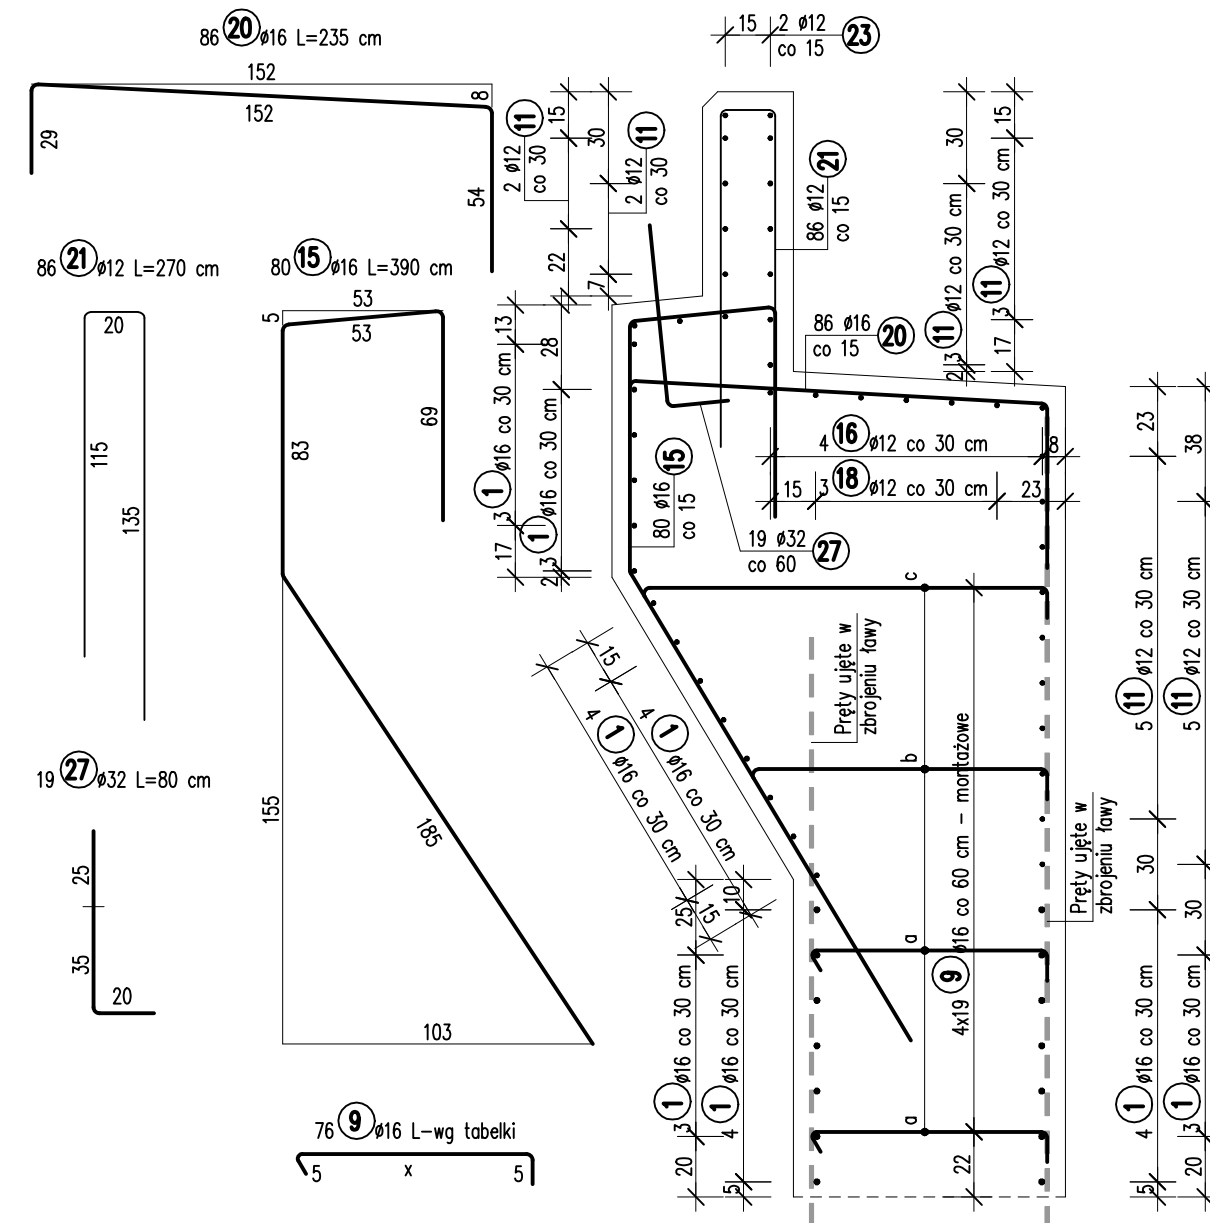 86 20 ø16 L=235 cm
152
152
8
29
54
86 21 ø12 L=270 cm
20
115
135
80 15 ø16 L=390 cm
5
53
53
83
69
155
185
103
19 27 ø32 L=80 cm
25
35
20
76 9 ø16 L-wg tabelki
5
x
5
15
2 ø12 23
co 15
15
22
2 ø12 11
co 30
30
7
2 ø12 11
co 30
86 ø12 21
co 15
30
3 11 ø12 co 30 cm
2
15
3 11 ø12 co 30 cm
17
13
3 1 ø16 co 30 cm
17
28
3 1 ø16 co 30 cm
2
86 ø16 20
co 15
4 16 ø12 co 30 cm
8
15
3 18 ø12 co 30 cm
23
80 ø16 15
co 15
19 ø32 27
co 60
c
b
a
a
Pręty ujęte w
zbrojeniu ławy
4x19 9 ø16 co 60 cm – montażowe
22
Pręty ujęte w
zbrojeniu ławy
15
4 1 ø16 co 30 cm
4 1 ø16 co 30 cm
15
25
3 1 ø16 co 30 cm
20
10
4 1 ø16 co 30 cm
5
23
5 11 ø12 co 30 cm
30
4 1 ø16 co 30 cm
5
38
5 11 ø12 co 30 cm
30
3 1 ø16 co 30 cm
20